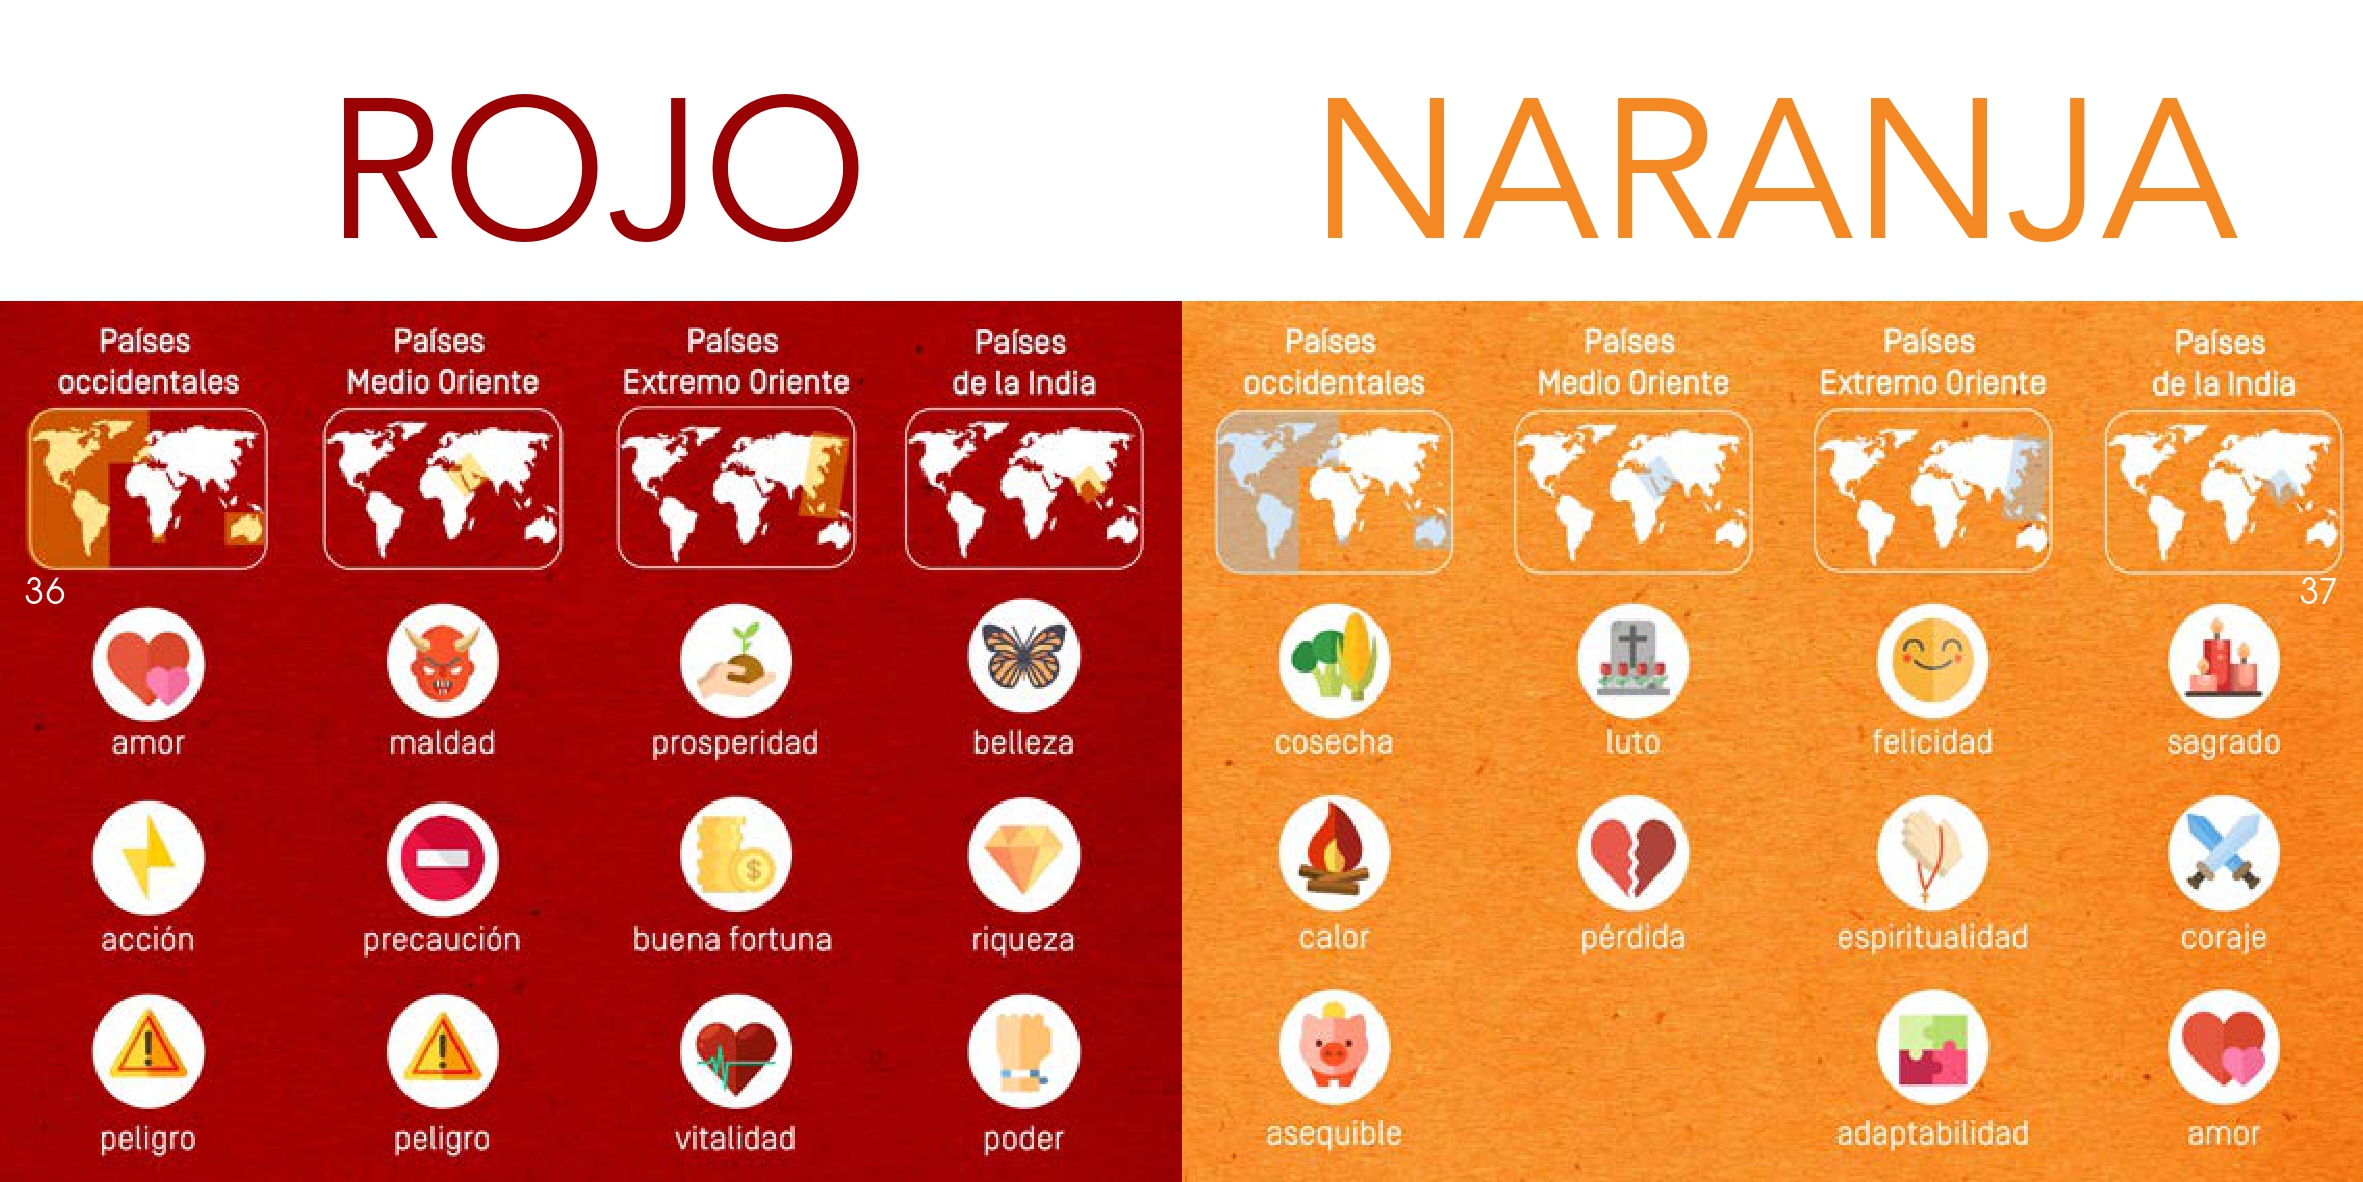 ROJO
Países
occidentales
Países
Medio Oriente
Países
Extremo Oriente
Países
de la India
36
amor
maldad
prosperidad
belleza
acción
precaución
buena fortuna
riqueza
peligro
peligro
vitalidad
poder
NARANJA
Países
occidentales
Países
Medio Oriente
Países
Extremo Oriente
Países
de la India
37
cosecha
luto
felicidad
sagrado
calor
pérdida
espiritualidad
coraje
asequible
adaptabilidad
amor